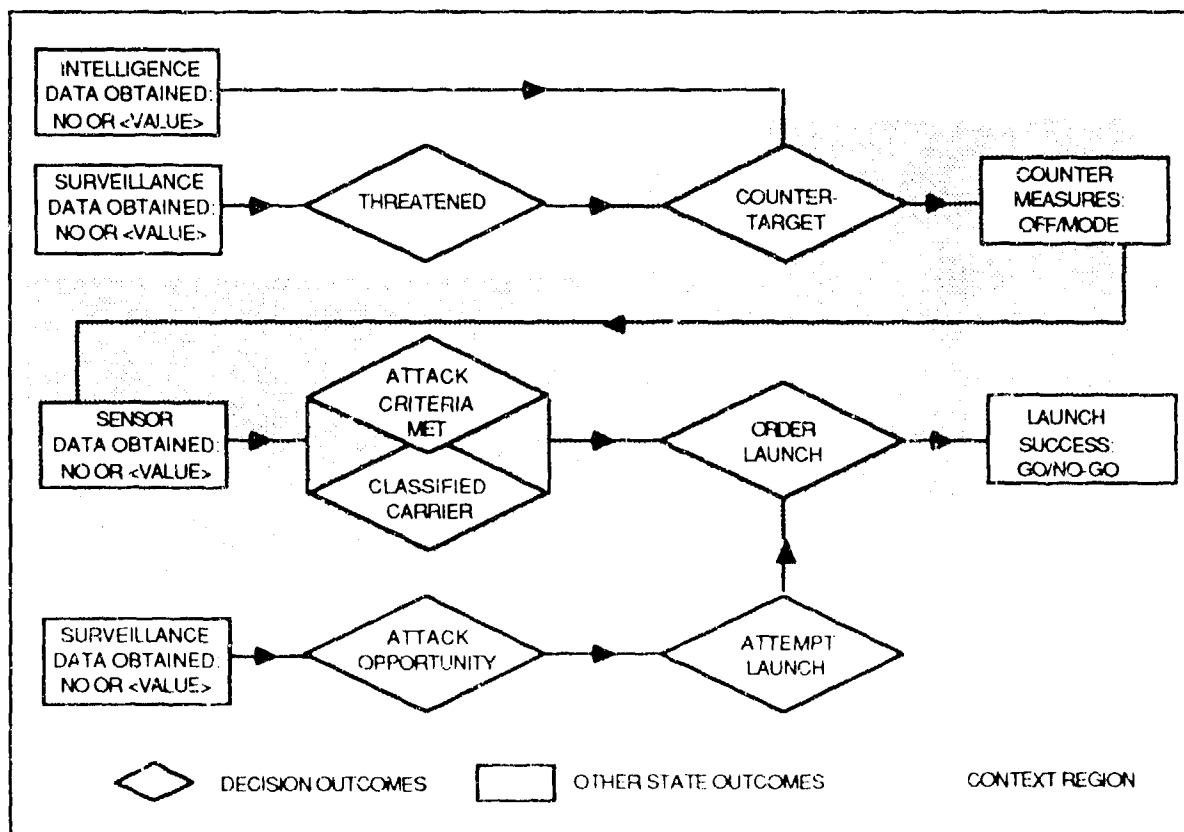 INTELLIGENCE
DATA OBTAINED:
NO OR <VALUE>
SURVEILLANCE
DATA OBTAINED:
NO OR <VALUE>
THREATENED
COUNTER-
TARGET
COUNTER
MEASURES:
OFF/MODE
SENSOR
DATA OBTAINED:
NO OR <VALUE>
ATTACK
CRITERIA
MET
CLASSIFIED
CARRIER
ORDER
LAUNCH
LAUNCH
SUCCESS:
GO/NO-GO
SURVEILLANCE
DATA OBTAINED:
NO OR <VALUE>
ATTACK
OPPORTUNITY
ATTEMPT
LAUNCH
DECISION OUTCOMES
OTHER STATE OUTCOMES
CONTEXT REGION